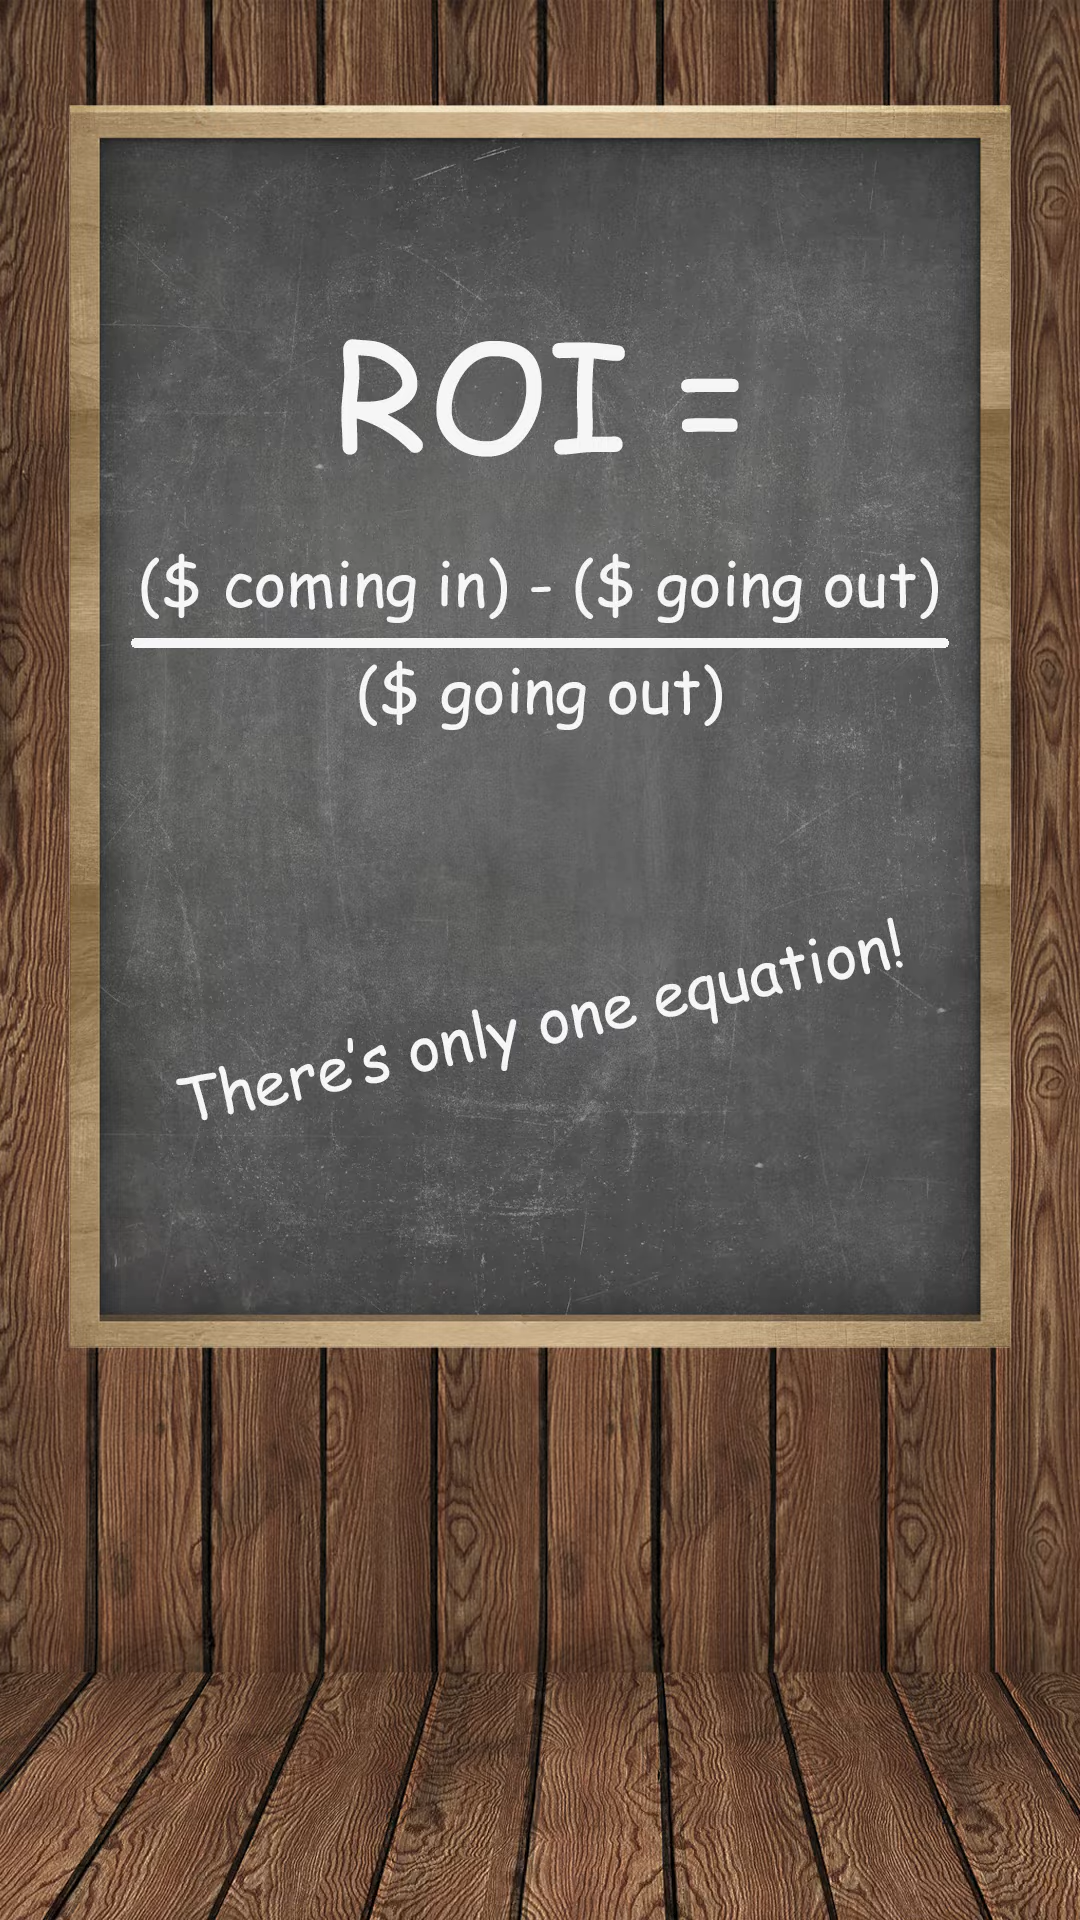 ROI =
($ coming in) - ($ going out)
($ going out)
There's only one equation!